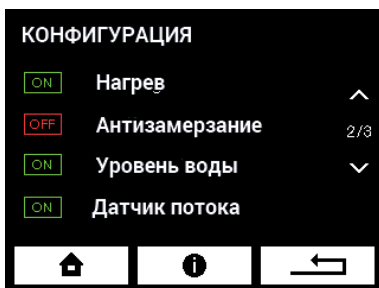 КОНФИГУРАЦИЯ
ON Нагрев
OFF Антизамерзание
2/3
ON Уровень воды
ON Датчик потока